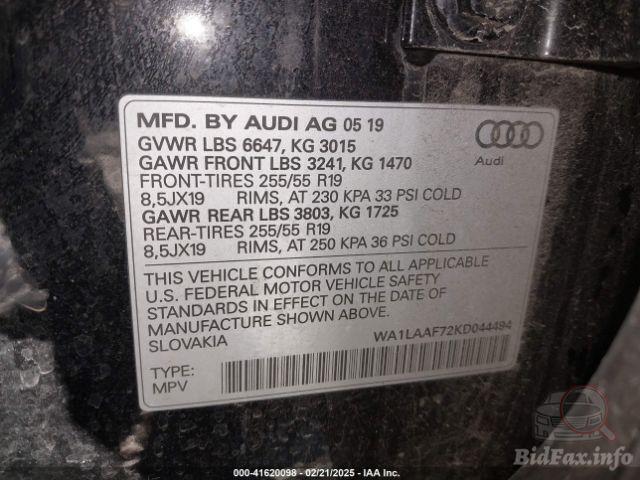 MFD. BY AUDI AG 05 19
GVWR LBS 6647, KG 3015
GAWR FRONT LBS 3241, KG 1470
FRONT-TIRES 255/55 R19
8,5JX19 RIMS, AT 230 KPA 33 PSI COLD
GAWR REAR LBS 3803, KG 1725
REAR-TIRES 255/55 R19
8,5JX19 RIMS, AT 250 KPA 36 PSI COLD
Audi
THIS VEHICLE CONFORMS TO ALL APPLICABLE
U.S. FEDERAL MOTOR VEHICLE SAFETY
STANDARDS IN EFFECT ON THE DATE OF
MANUFACTURE SHOWN ABOVE.
SLOVAKIA
WA1LAAF72KD044494
TYPE:
MPV
000-41620098 - 02/21/2025 - IAA Inc.
BidFax.info